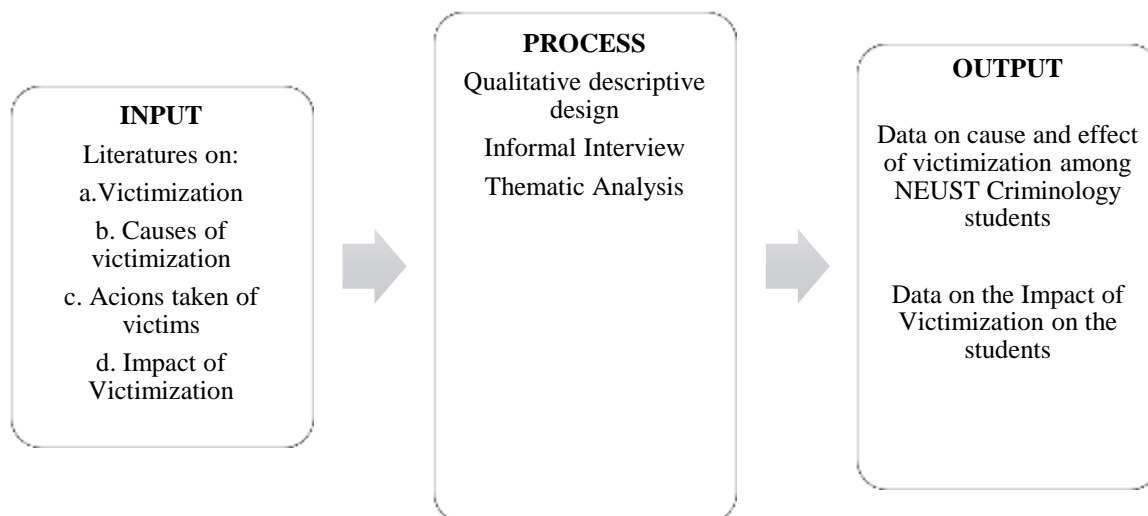 INPUT
Literatures on:
a.Victimization
b. Causes of
victimization
c. Acions taken of
victims
d. Impact of
Victimization
PROCESS
Qualitative descriptive
design
Informal Interview
Thematic Analysis
OUTPUT
Data on cause and effect
of victimization among
NEUST Criminology
students
Data on the Impact of
Victimization on the
students